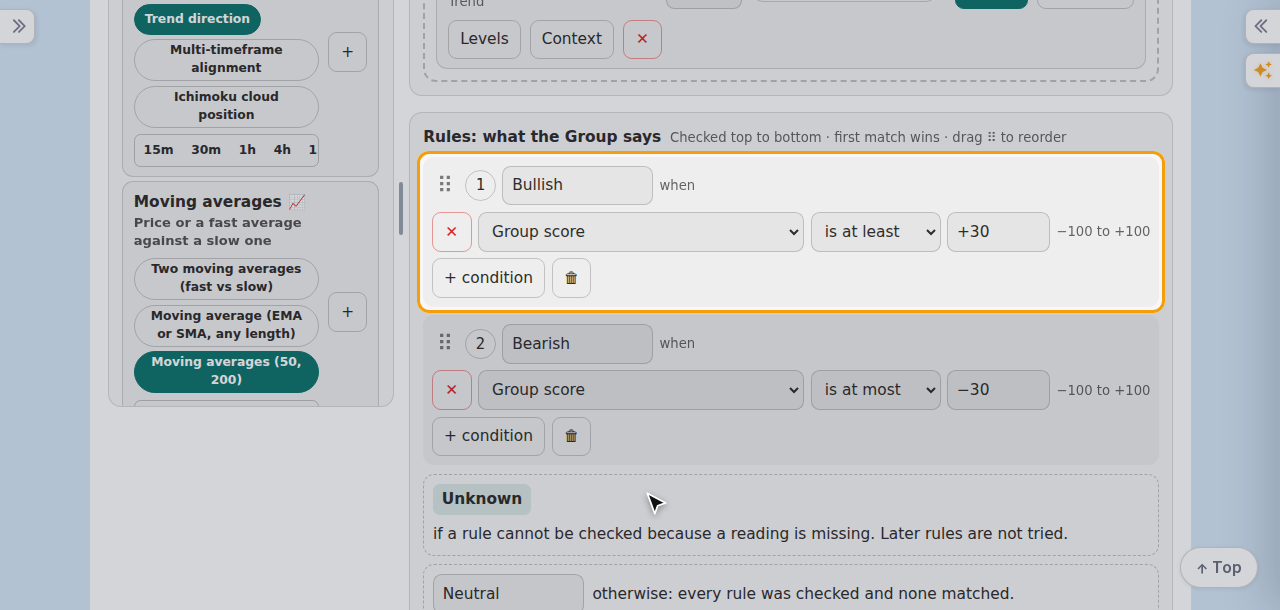 Trend direction
Multi-timeframe
alignment
+
Ichimoku cloud
position
15m 30m 1h 4h 1
Moving averages 📈
Price or a fast average
against a slow one
Two moving averages
(fast vs slow)
Moving average (EMA
or SMA, any length)
+
Moving averages (50,
200)
Trend
Levels Context ✕
Rules: what the Group says Checked top to bottom · first match wins · drag ⠿ to reorder
1 Bullish when
✕ Group score is at least +30 −100 to +100
+ condition 🗑
2 Bearish when
✕ Group score is at most −30 −100 to +100
+ condition 🗑
Unknown
if a rule cannot be checked because a reading is missing. Later rules are not tried.
Neutral otherwise: every rule was checked and none matched.
↑ Top